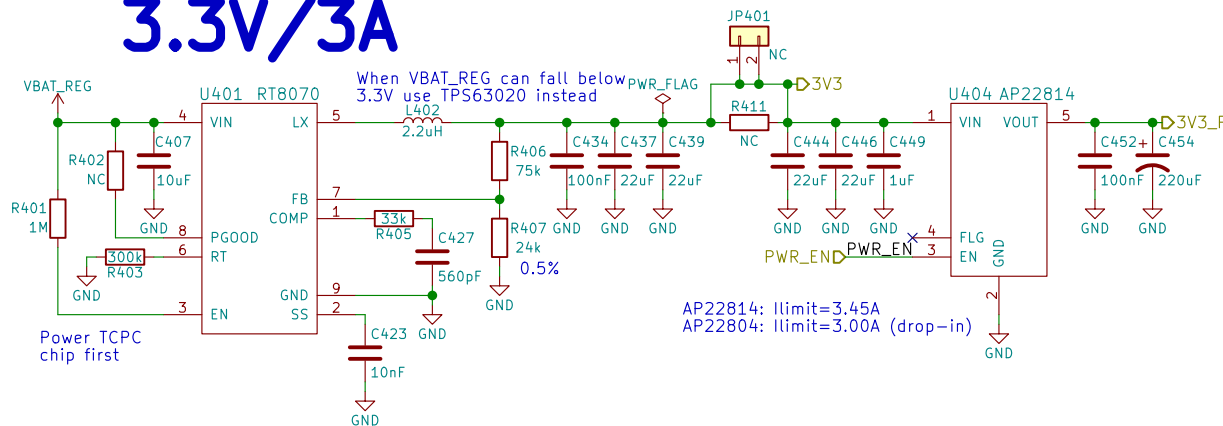 3.3V/3A
JP401
1
2
NC
When VBAT_REG can fall below
3.3V use TPS63020 instead
PWR_FLAG
3V3
VBAT_REG
U401 RT8070
L402
2.2uH
R411
NC
U404 AP22814
4
VIN
LX
5
1
VIN
VOUT
5
3V3_F
R402
NC
C407
10uF
GND
R406
75k
C434
100nF
GND
C437
22uF
GND
C439
22uF
GND
C444
22uF
GND
C446
22uF
GND
C449
1uF
GND
C452
100nF
GND
C454
+
220uF
GND
R401
1M
FB
7
COMP
1
33k
R405
C427
560pF
R407
24k
0.5%
GND
8
PGOOD
6
RT
300k
R403
GND
PWR_EN
PWR_EN
4
FLG
3
EN
GND
2
GND
GND
9
SS
2
GND
3
EN
C423
10nF
GND
Power TCPC
chip first
AP22814: Ilimit=3.45A
AP22804: Ilimit=3.00A (drop-in)